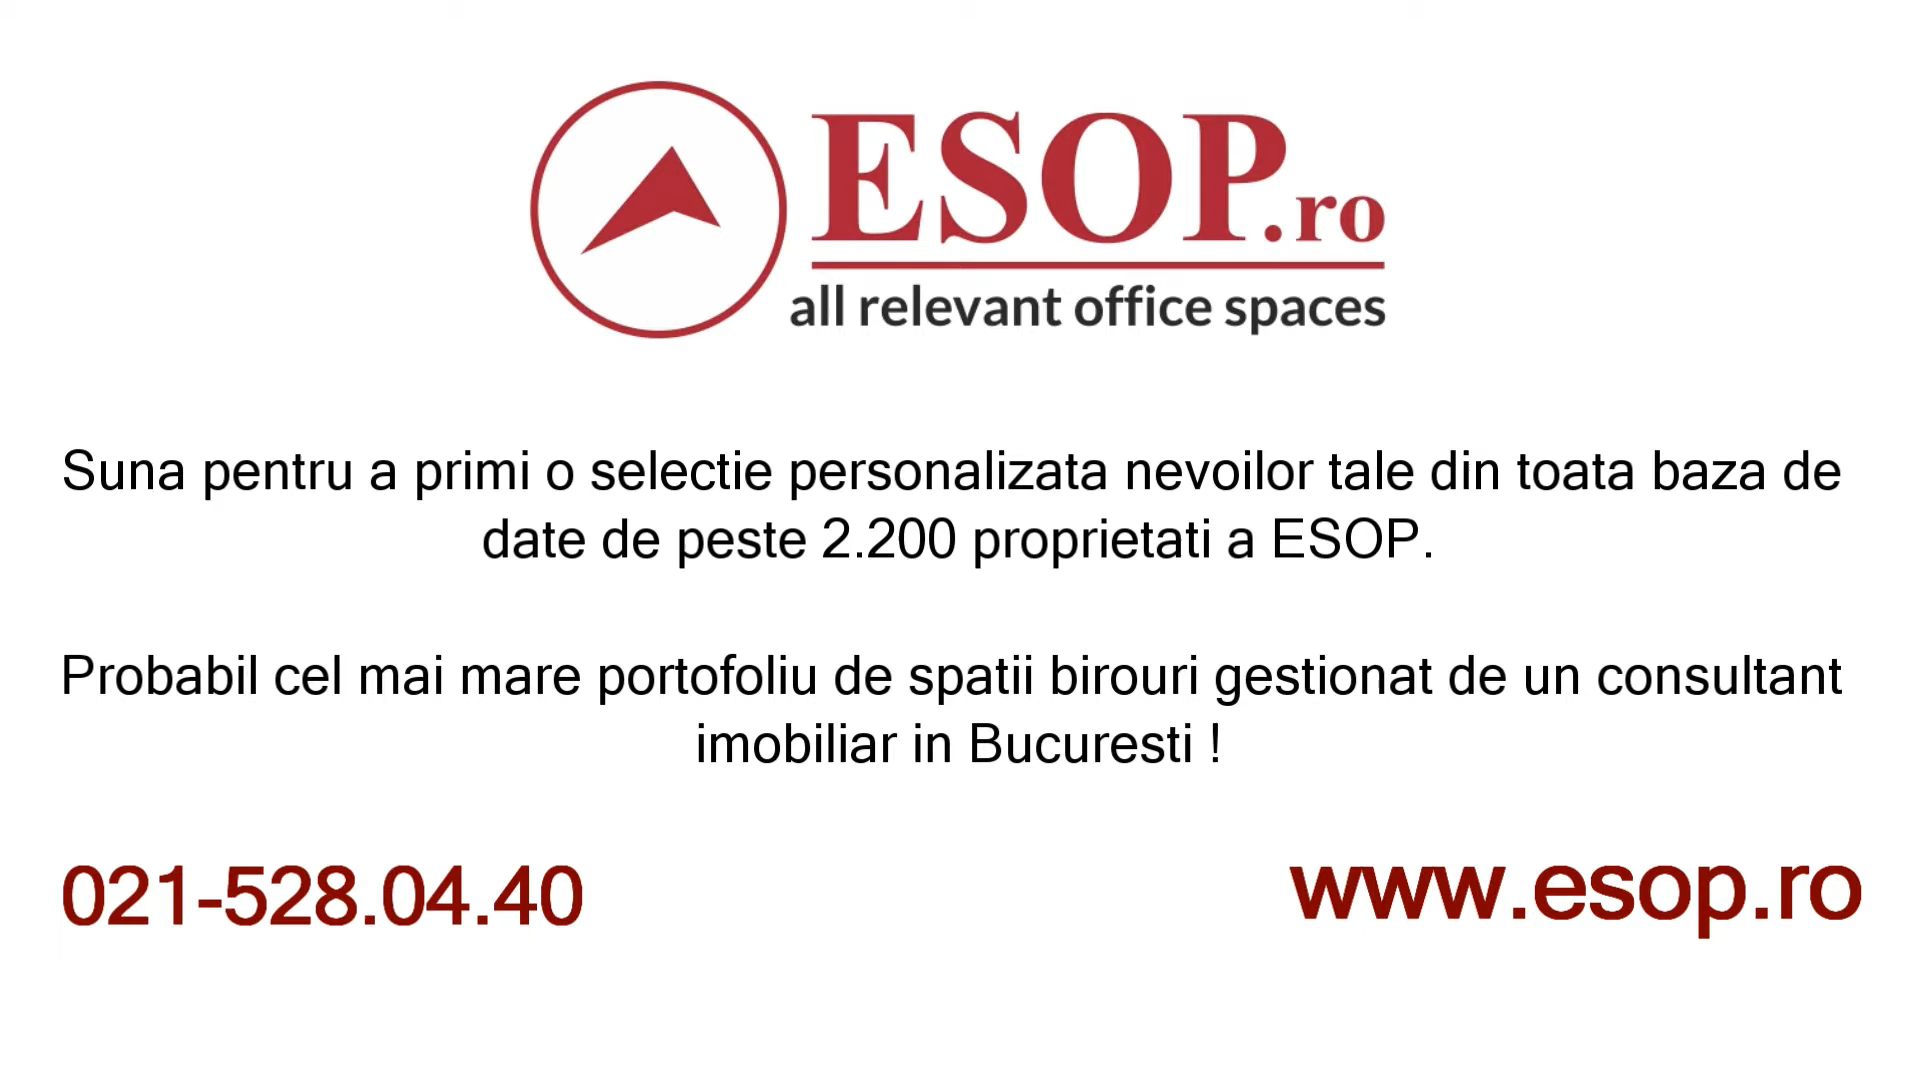 ESOP.ro
all relevant office spaces
Suna pentru a primi o selectie personalizata nevoilor tale din toata baza de
date de peste 2.200 proprietati a ESOP.
Probabil cel mai mare portofoliu de spatii birouri gestionat de un consultant
imobiliar in Bucuresti !
021-528.04.40
www.esop.ro